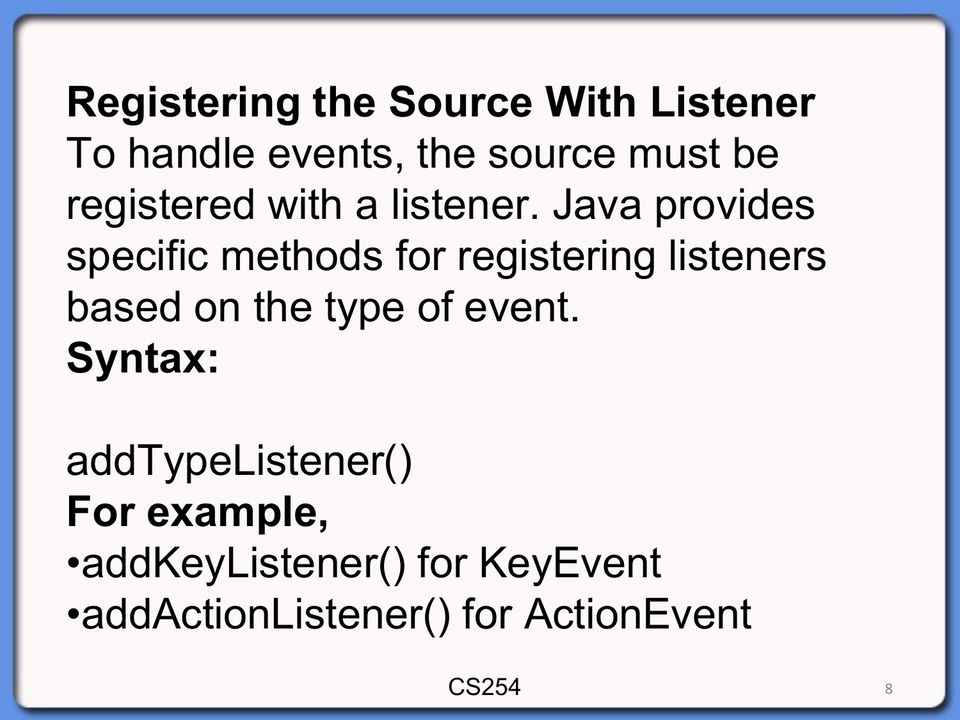 Registering the Source With Listener
To handle events, the source must be
registered with a listener. Java provides
specific methods for registering listeners
based on the type of event.
Syntax:
addTypeListener()
For example,
•addKeyListener() for KeyEvent
•addActionListener() for ActionEvent
CS254
8